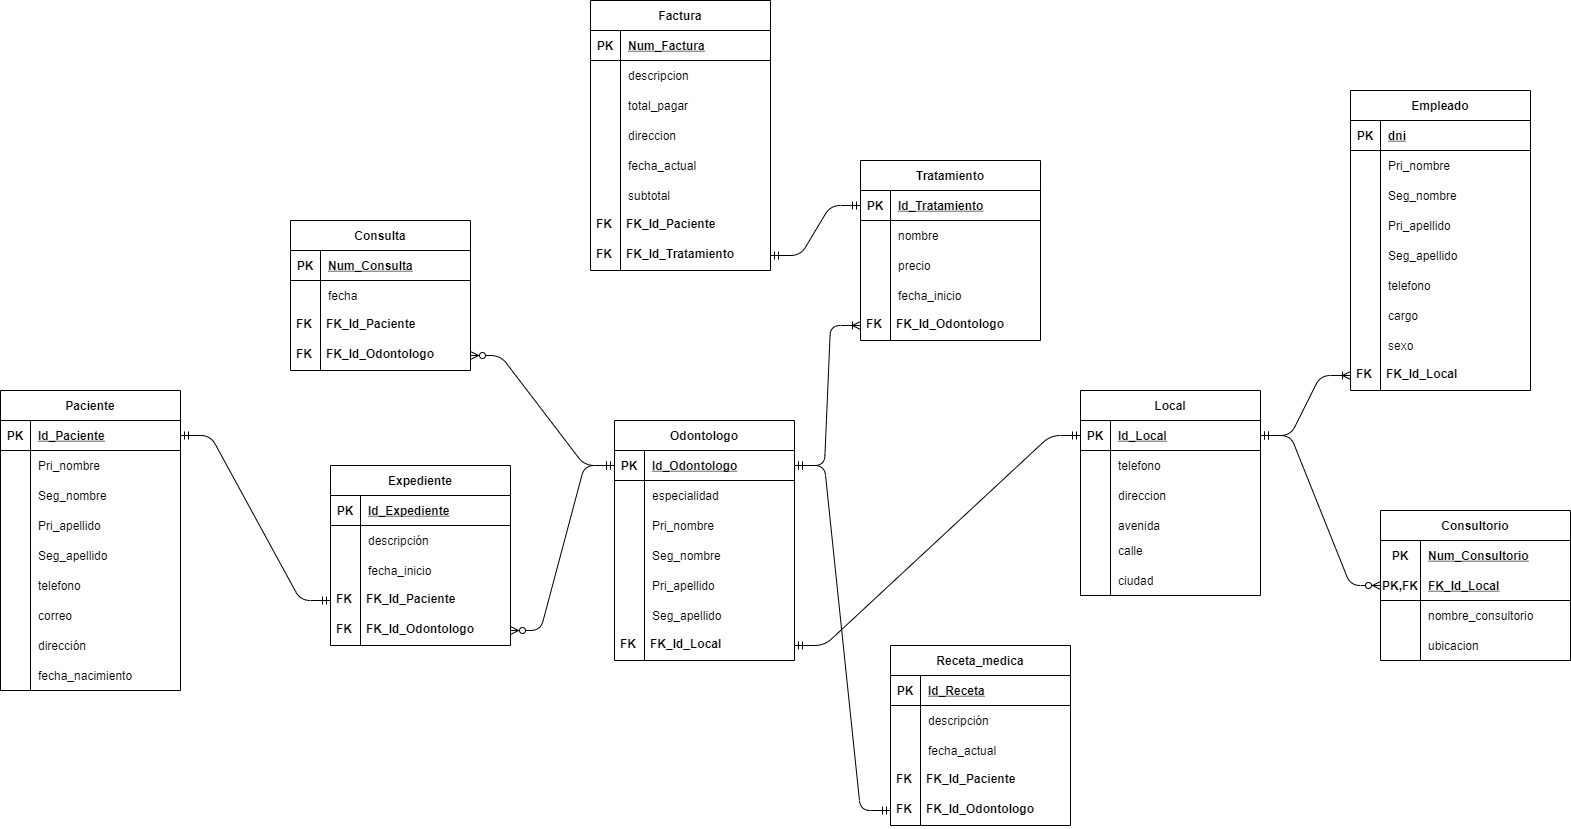 Factura
PK Num_Factura
descripcion
total_pagar
direccion
fecha_actual
subtotal
FK FK_Id_Paciente
FK FK_Id_Tratamiento
Tratamiento
PK Id_Tratamiento
nombre
precio
fecha_inicio
FK FK_Id_Odontologo
Empleado
PK dni
Pri_nombre
Seg_nombre
Pri_apellido
Seg_apellido
telefono
cargo
sexo
FK FK_Id_Local
Consulta
PK Num_Consulta
fecha
FK FK_Id_Paciente
FK FK_Id_Odontologo
Paciente
PK Id_Paciente
Pri_nombre
Seg_nombre
Pri_apellido
Seg_apellido
telefono
correo
dirección
fecha_nacimiento
Expediente
PK Id_Expediente
descripción
fecha_inicio
FK FK_Id_Paciente
FK FK_Id_Odontologo
Odontologo
PK Id_Odontologo
especialidad
Pri_nombre
Seg_nombre
Pri_apellido
Seg_apellido
FK FK_Id_Local
Local
PK Id_Local
telefono
direccion
avenida
calle
ciudad
Consultorio
PK Num_Consultorio
PK,FK FK_Id_Local
nombre_consultorio
ubicacion
Receta_medica
PK Id_Receta
descripción
fecha_actual
FK FK_Id_Paciente
FK FK_Id_Odontologo